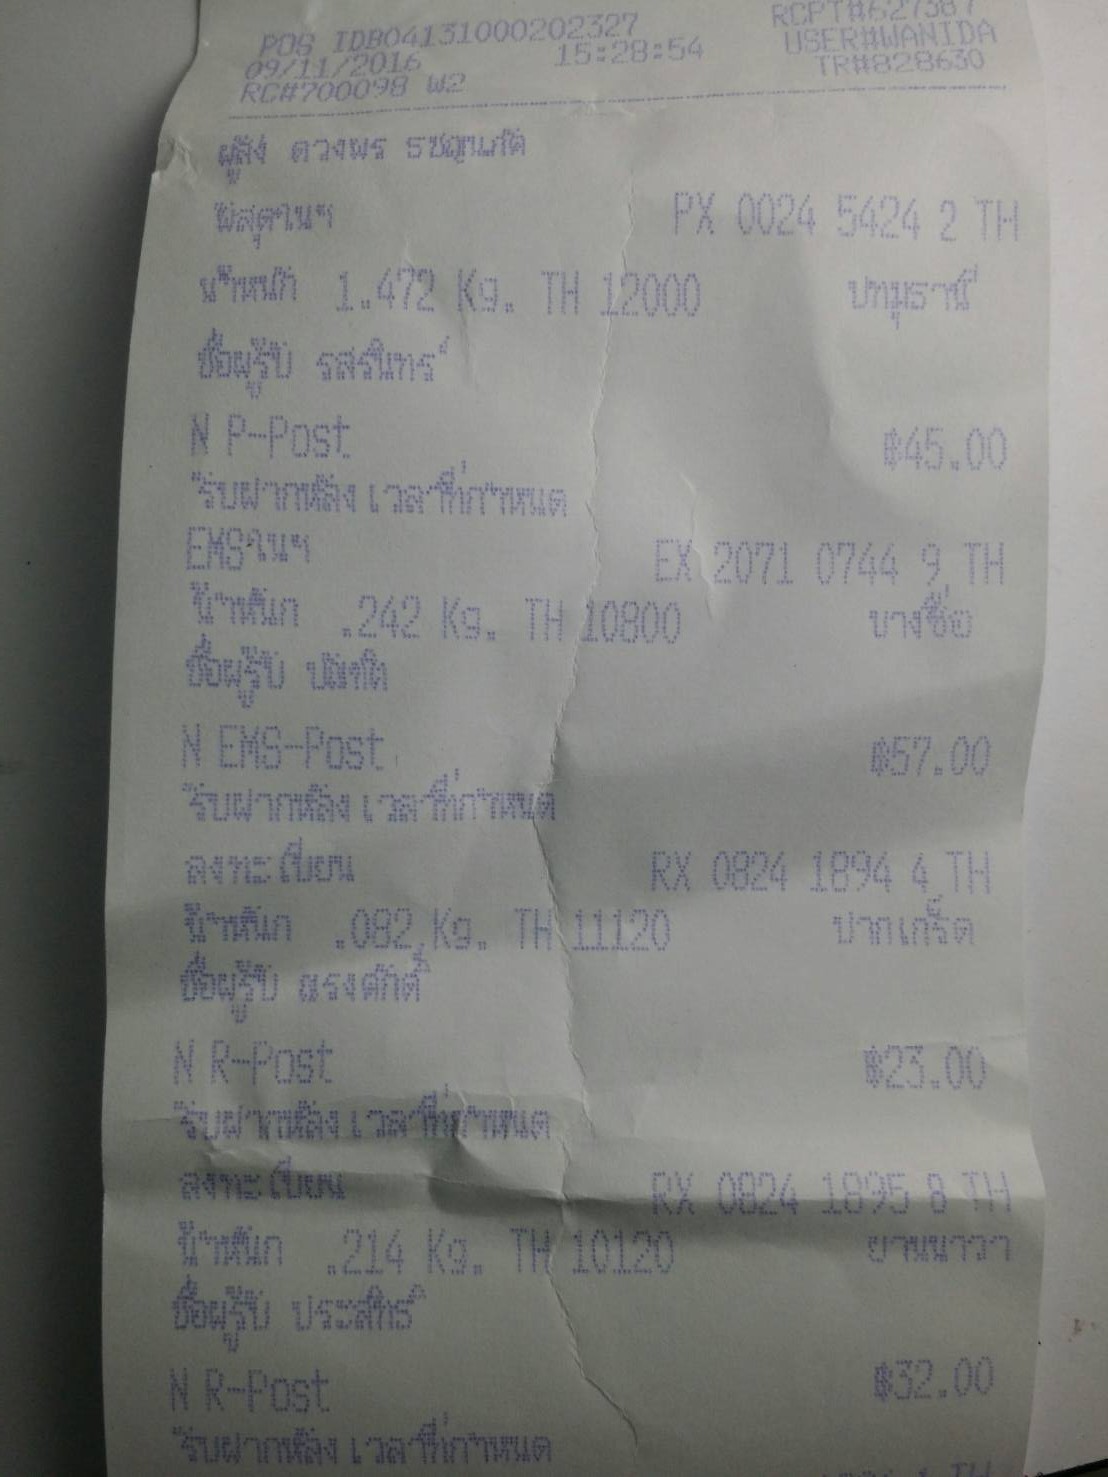 RCPT#627387
POS IDB04131000202327 USER#WANIDA
09/11/2016 15:28:54 TR#828630
RC#700098 W2
ผู้สั่ง ดวงพร
พัสดุในฯ PX 0024 5424 2 TH
น้ำหนัก 1.472 Kg. TH 12000 ปทุมธานี
ชื่อผู้รับ รสรินทร์
N P-Post ฿45.00
*รับฝากหลังเวลาที่กำหนด
EMSในฯ EX 2071 0744 9 TH
น้ำหนัก .242 Kg. TH 10800 บางซื่อ
ชื่อผู้รับ บัณฑิต
N EMS-Post ฿57.00
*รับฝากหลังเวลาที่กำหนด
ลงทะเบียน RX 0824 1894 4 TH
น้ำหนัก .082 Kg. TH 11120 ปากเกร็ด
ชื่อผู้รับ แรงศักดิ์
N R-Post ฿23.00
*รับฝากหลังเวลาที่กำหนด
ลงทะเบียน RX 0824 1895 8 TH
น้ำหนัก .214 Kg. TH 10120 ยานนาวา
ชื่อผู้รับ ประสิทธิ์
N R-Post ฿32.00
*รับฝากหลังเวลาที่กำหนด